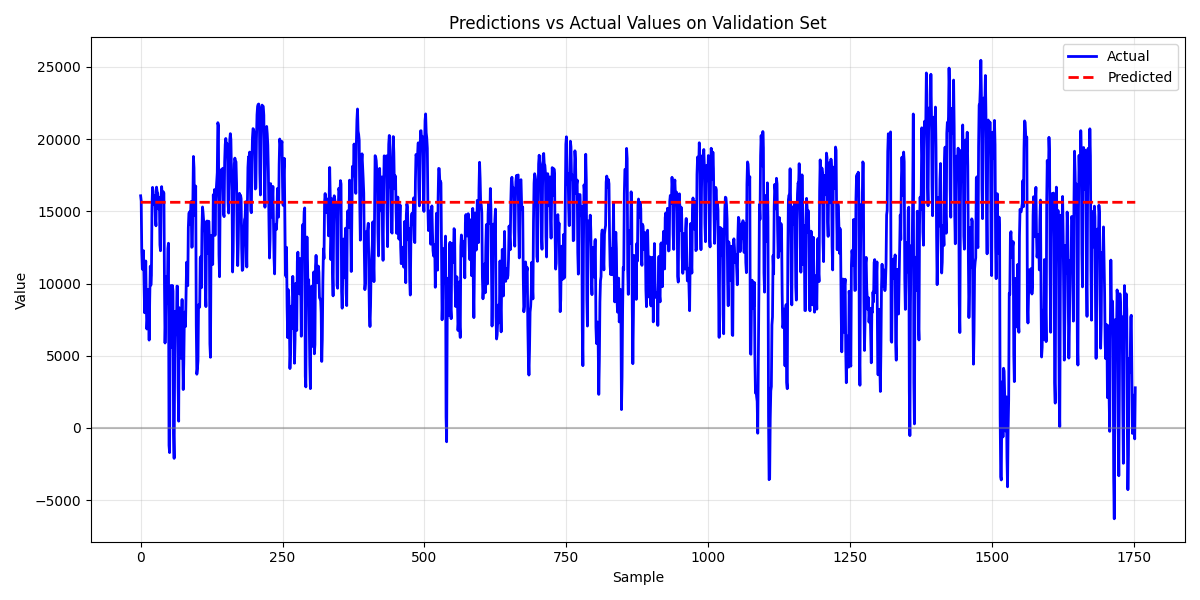 Predictions vs Actual Values on Validation Set
Actual
Predicted
25000
20000
15000
10000
5000
0
−5000
Value
0 250 500 750 1000 1250 1500 1750
Sample